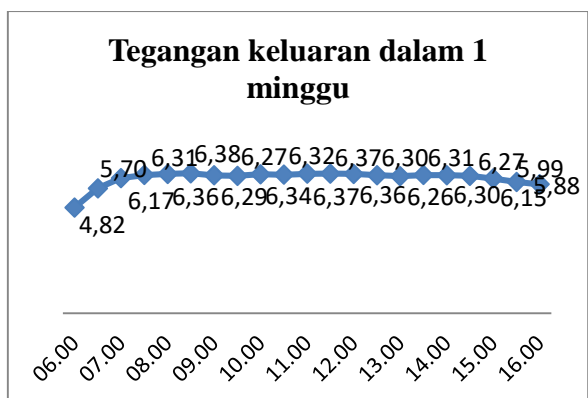 Tegangan keluaran dalam 1
minggu
5,70 6,31 6,38 6,27 6,32 6,37 6,30 6,31 6,27 5,99
4,82 6,17 6,36 6,29 6,34 6,37 6,36 6,26 6,30 6,15 5,88
06.00 07.00 08.00 09.00 10.00 11.00 12.00 13.00 14.00 15.00 16.00